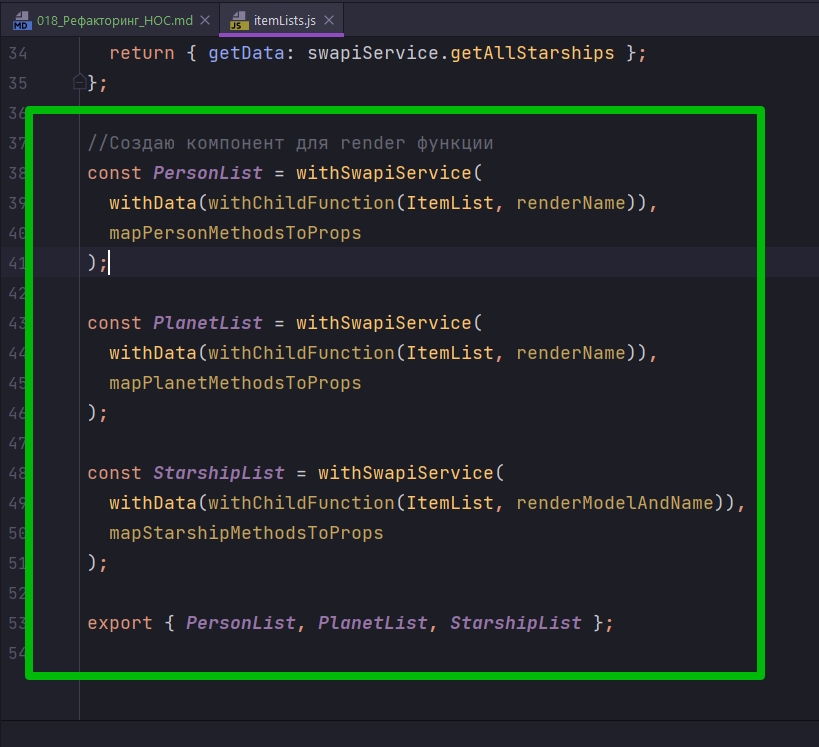 018_Рефакторинг_HOC.md
itemLists.js
34 return { getData: swapiService.getAllStarships };
35 };
36
37 //Создаю компонент для render функции
38 const PersonList = withSwapiService(
39 withData(withChildFunction(ItemList, renderName)),
40 mapPersonMethodsToProps
41 );
42
43 const PlanetList = withSwapiService(
44 withData(withChildFunction(ItemList, renderName)),
45 mapPlanetMethodsToProps
46 );
47
48 const StarshipList = withSwapiService(
49 withData(withChildFunction(ItemList, renderModelAndName)),
50 mapStarshipMethodsToProps
51 );
52
53 export { PersonList, PlanetList, StarshipList };
54